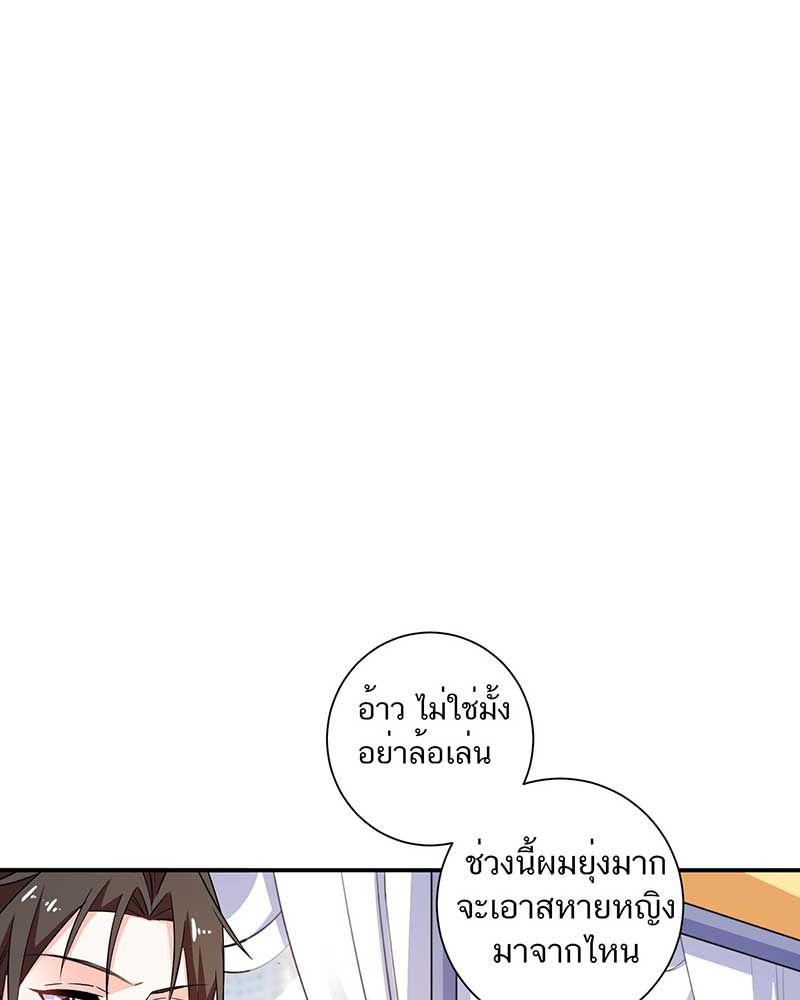 อ้าว ไม่ใช่มั้ง
อย่าล้อเล่น
ช่วงนี้ผมยุ่งมาก
จะเอาสหายหญิง
มาจากไหน